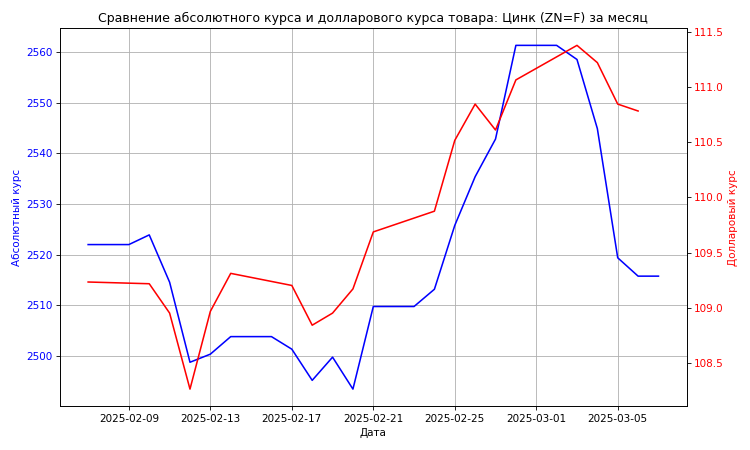 Сравнение абсолютного курса и долларового курса товара: Цинк (ZN=F) за месяц
Абсолютный курс
2560
2550
2540
2530
2520
2510
2500
111.5
111.0
110.5
110.0
109.5
109.0
108.5
Долларовый курс
2025-02-09 2025-02-13 2025-02-17 2025-02-21 2025-02-25 2025-03-01 2025-03-05
Дата